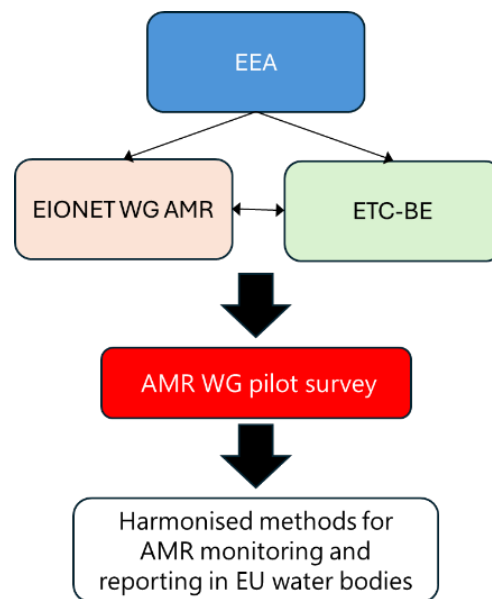 EEA
EIONET WG AMR
ETC-BE
AMR WG pilot survey
Harmonised methods for
AMR monitoring and
reporting in EU water bodies